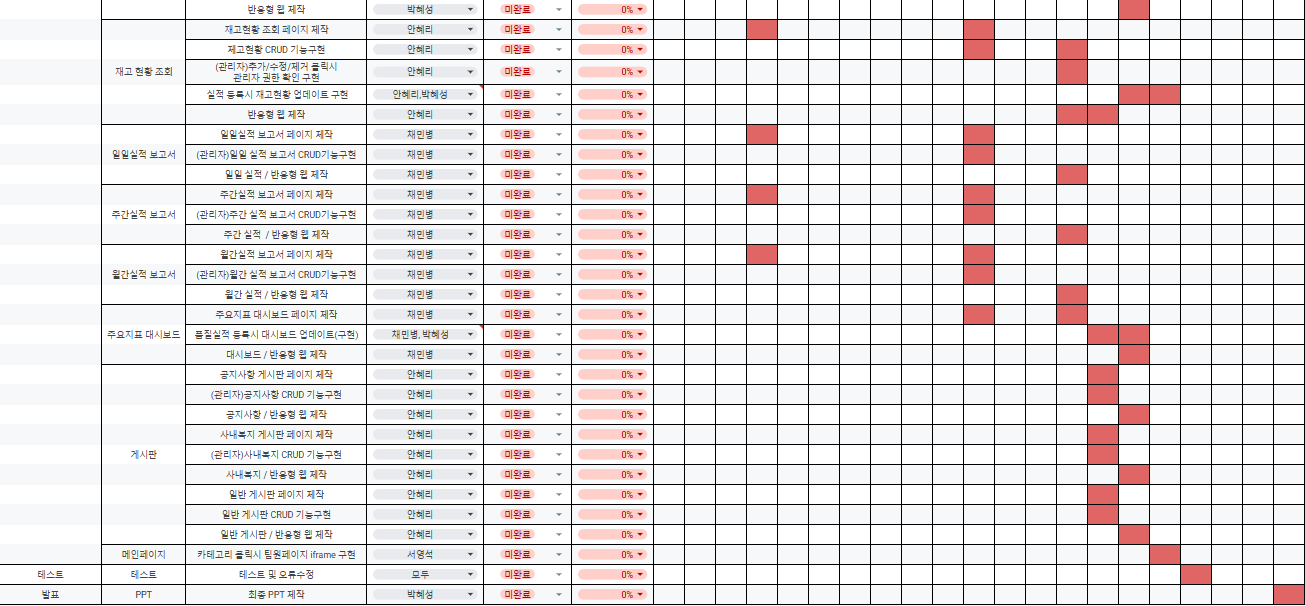 반응형 웹 제작 박혜성 미완료 0%
재고현황 조회 페이지 제작 안혜리 미완료 0%
제고현황 CRUD 기능구현 안혜리 미완료 0%
재고 현황 조회
(관리자)추가/수정/제거 클릭시
관리자 권한 확인 구현 안혜리 미완료 0%
실적 등록시 재고현황 업데이트 구현 안혜리,박혜성 미완료 0%
반응형 웹 제작 안혜리 미완료 0%
일일실적 보고서 페이지 제작 채민병 미완료 0%
일일실적 보고서 (관리자)일일 실적 보고서 CRUD기능구현 채민병 미완료 0%
일일 실적 / 반응형 웹 제작 채민병 미완료 0%
주간실적 보고서 페이지 제작 채민병 미완료 0%
주간실적 보고서 (관리자)주간 실적 보고서 CRUD기능구현 채민병 미완료 0%
주간 실적 / 반응형 웹 제작 채민병 미완료 0%
월간실적 보고서 페이지 제작 채민병 미완료 0%
월간실적 보고서 (관리자)월간 실적 보고서 CRUD기능구현 채민병 미완료 0%
월간 실적 / 반응형 웹 제작 채민병 미완료 0%
주요지표 대시보드 페이지 제작 채민병 미완료 0%
주요지표 대시보드 품질실적 등록시 대시보드 업데이트(구현) 채민병, 박혜성 미완료 0%
대시보드 / 반응형 웹 제작 채민병 미완료 0%
공지사항 게시판 페이지 제작 안혜리 미완료 0%
(관리자)공지사항 CRUD 기능구현 안혜리 미완료 0%
공지사항 / 반응형 웹 제작 안혜리 미완료 0%
사내복지 게시판 페이지 제작 안혜리 미완료 0%
게시판 (관리자)사내복지 CRUD 기능구현 안혜리 미완료 0%
사내복지 / 반응형 웹 제작 안혜리 미완료 0%
일반 게시판 페이지 제작 안혜리 미완료 0%
일반 게시판 CRUD 기능구현 안혜리 미완료 0%
일반 게시판 / 반응형 웹 제작 안혜리 미완료 0%
메인페이지 카테고리 클릭시 팀원페이지 iframe 구현 서영석 미완료 0%
테스트 테스트 테스트 및 오류수정 모두 미완료 0%
발표 PPT 최종 PPT 제작 박혜성 미완료 0%